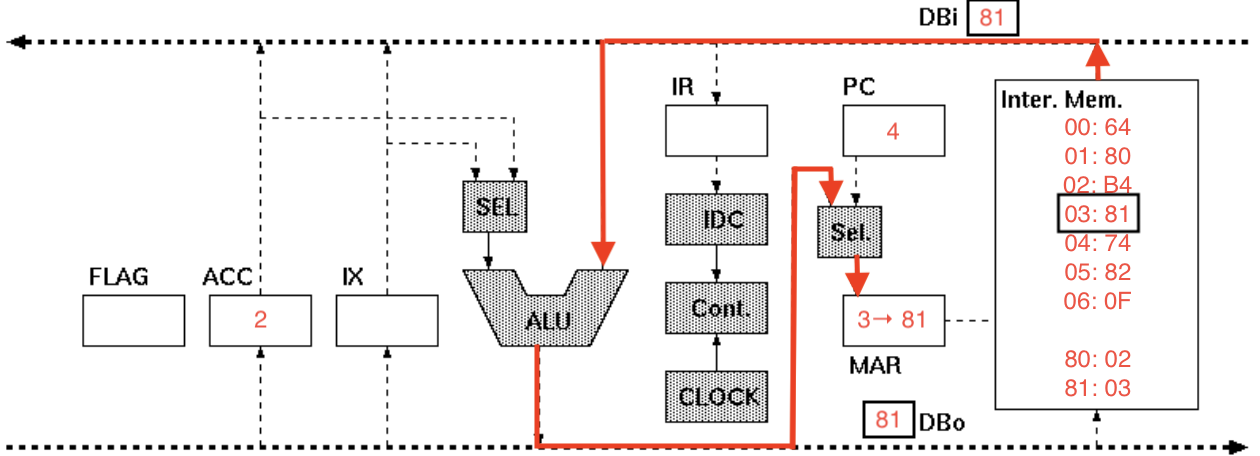 DBi 81
IR
PC
4
Inter. Mem.
00: 64
01: 80
02: B4
03: 81
04: 74
05: 82
06: 0F
80: 02
81: 03
SEL
IDC
Sel.
FLAG
ACC
2
IX
ALU
Cont.
CLOCK
3→ 81
MAR
81 DBo